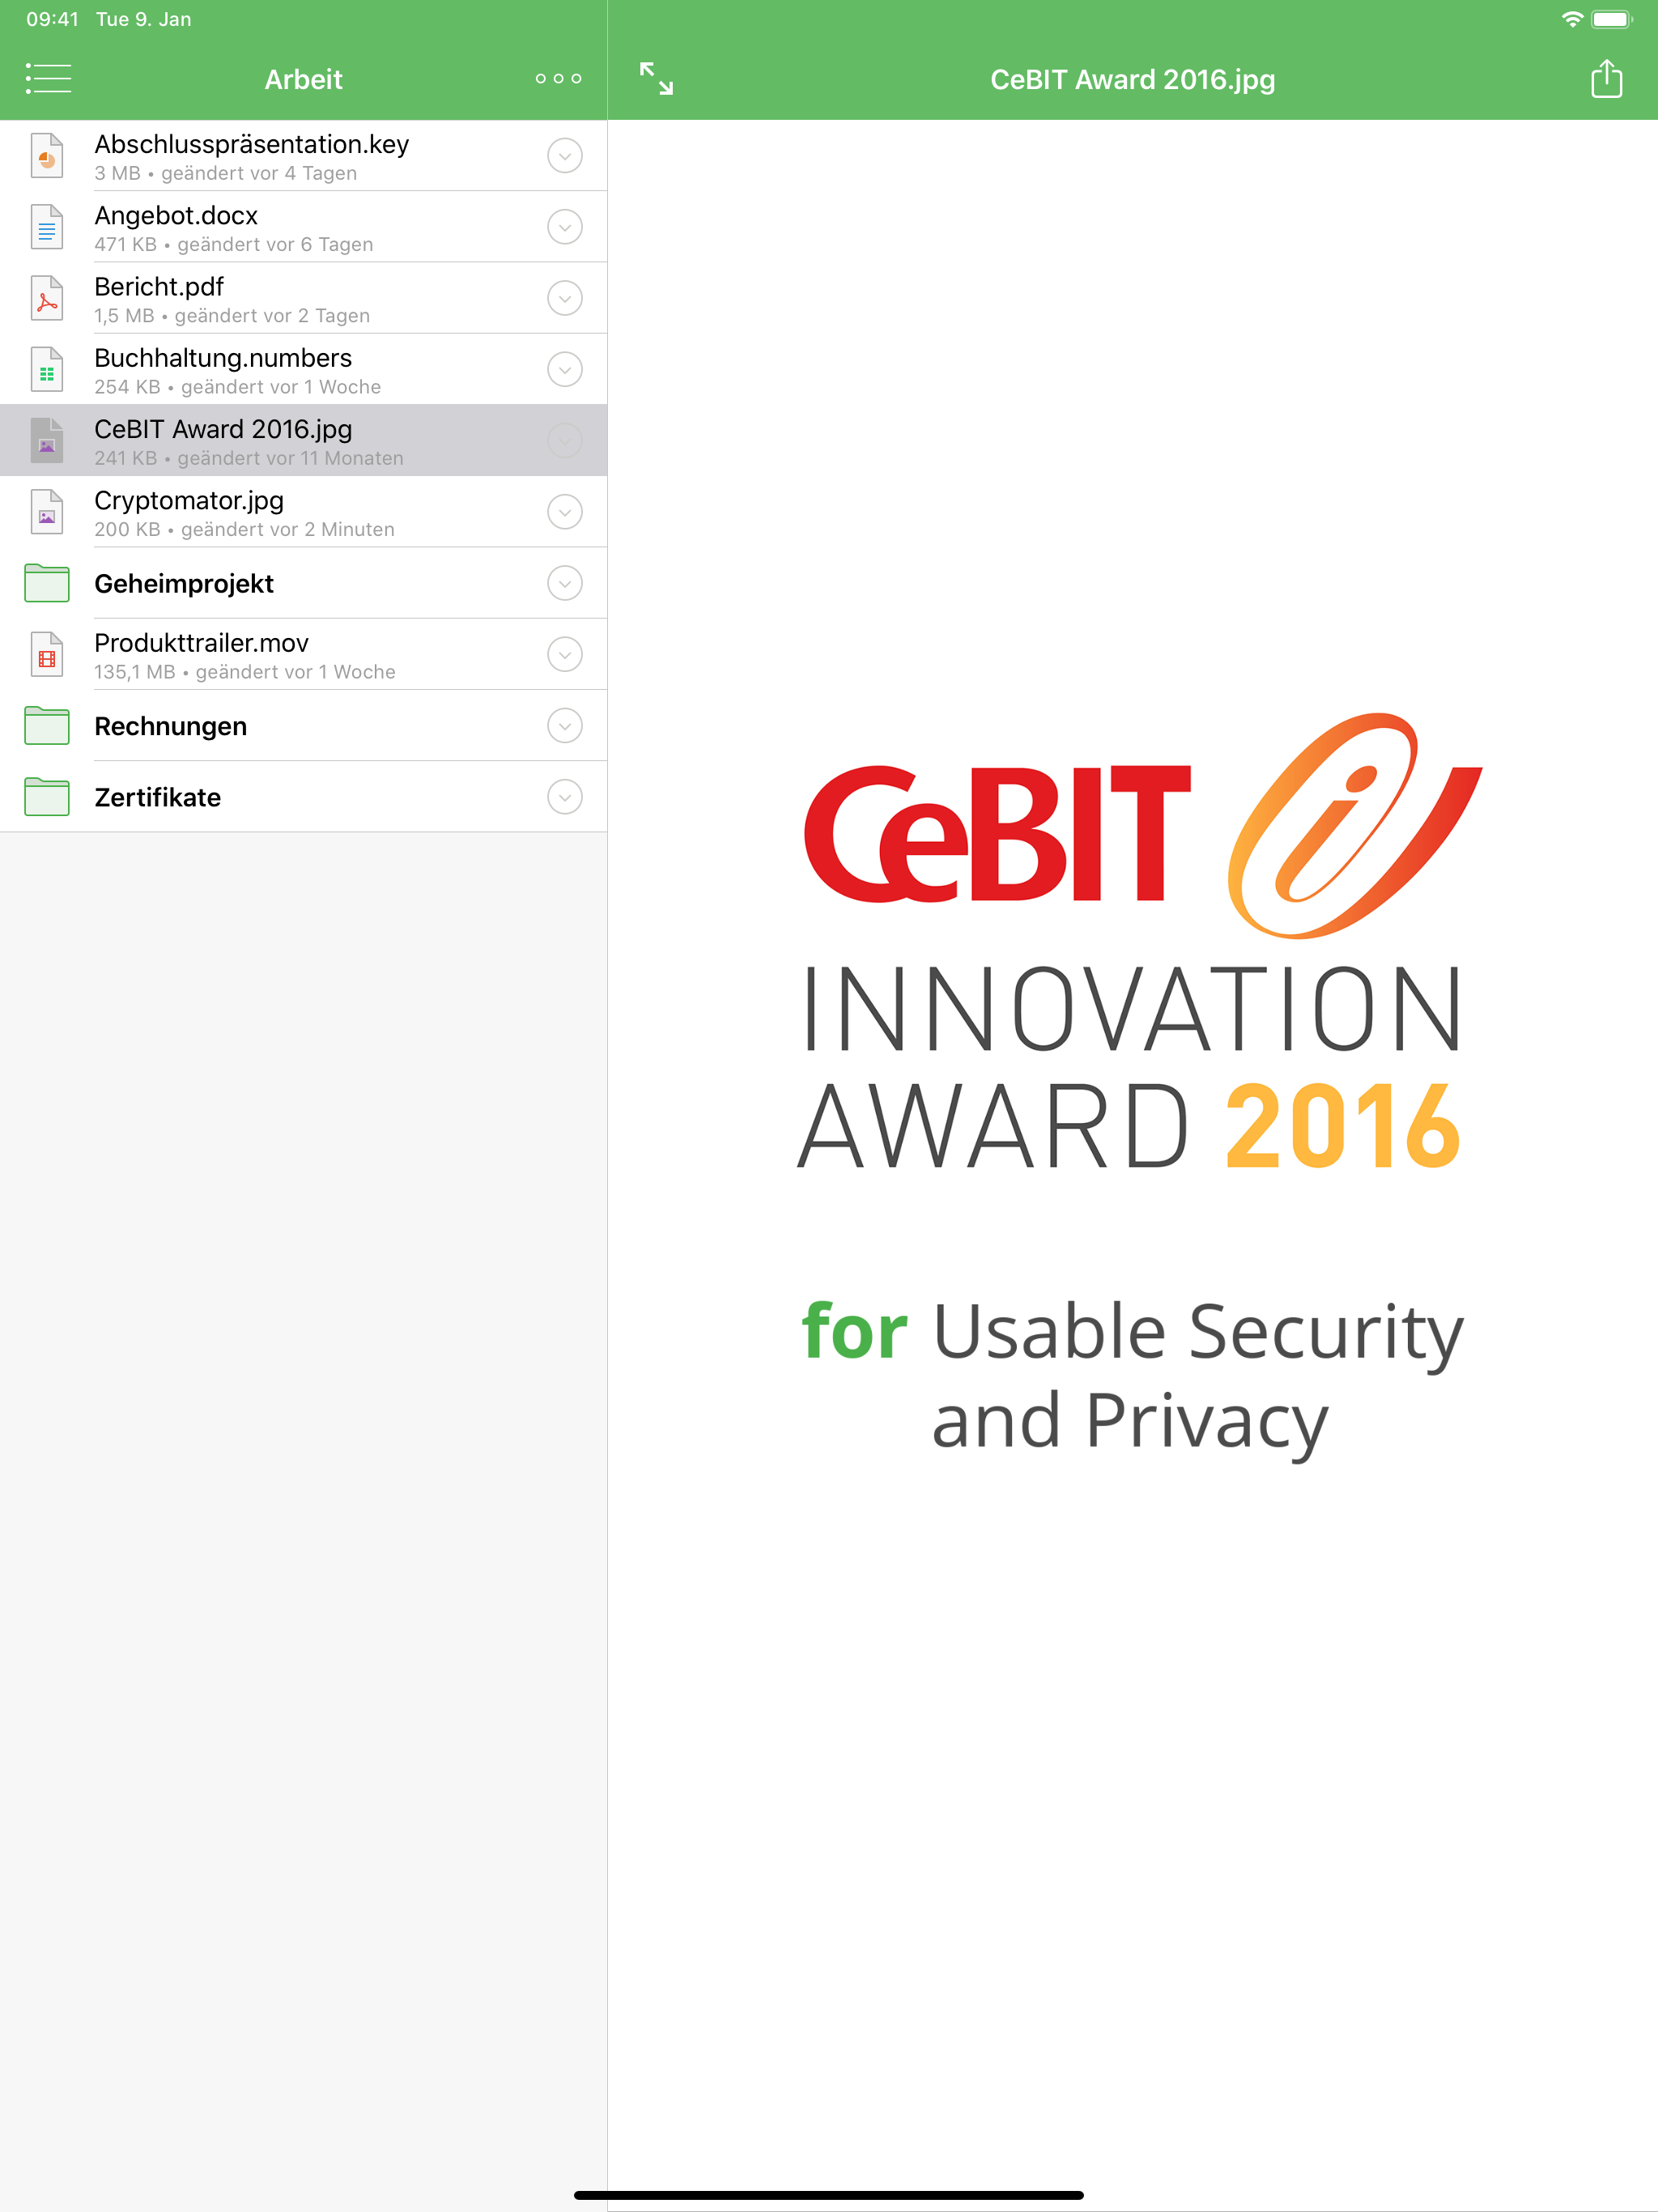 09:41 Tue 9. Jan
Arbeit
Abschlusspräsentation.key
3 MB • geändert vor 4 Tagen
Angebot.docx
471 KB • geändert vor 6 Tagen
Bericht.pdf
1,5 MB • geändert vor 2 Tagen
Buchhaltung.numbers
254 KB • geändert vor 1 Woche
CeBIT Award 2016.jpg
241 KB • geändert vor 11 Monaten
Cryptomator.jpg
200 KB • geändert vor 2 Minuten
Geheimprojekt
Produkttrailer.mov
135,1 MB • geändert vor 1 Woche
Rechnungen
Zertifikate
CeBIT Award 2016.jpg
CeBIT i
INNOVATION
AWARD 2016
for Usable Security
and Privacy